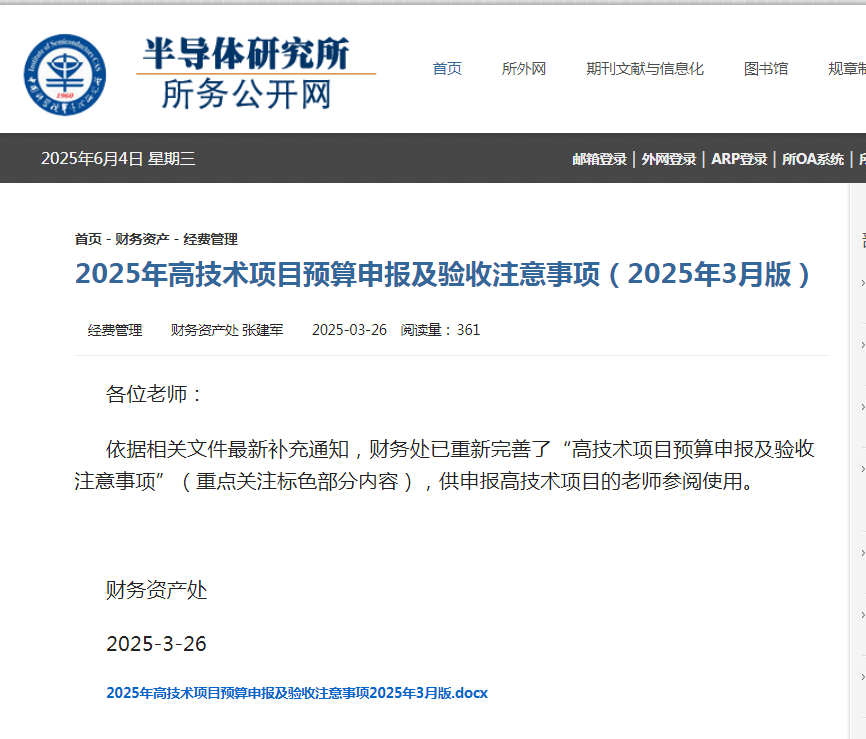 半导体研究所
所务公开网
Institute of Semiconductors CAS
1960
首页 所外网 期刊文献与信息化 图书馆 规章制
2025年6月4日 星期三
邮箱登录 | 外网登录 | ARP登录 | 所OA系统 |
首页 - 财务资产 - 经费管理
2025年高技术项目预算申报及验收注意事项（2025年3月版）
经费管理 财务资产处 张建军 2025-03-26 阅读量：361
各位老师：
依据相关文件最新补充通知，财务处已重新完善了“高技术项目预算申报及验收
注意事项”（重点关注标色部分内容），供申报高技术项目的老师参阅使用。
财务资产处
2025-3-26
2025年高技术项目预算申报及验收注意事项2025年3月版.docx